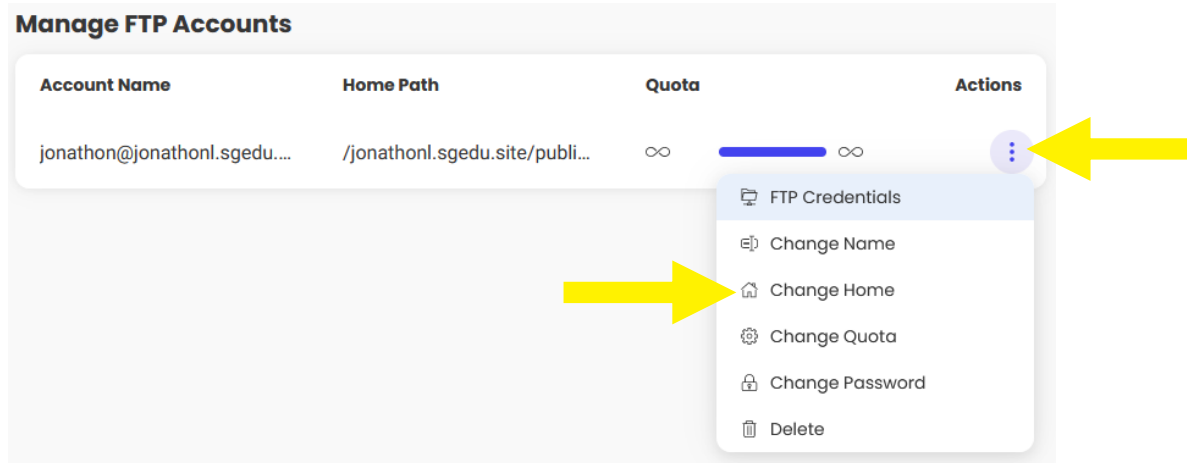 Manage FTP Accounts
Account Name Home Path Quota Actions
jonathon@jonathonl.sgedu.... /jonathonl.sgedu.site/publi... ∞ ∞
FTP Credentials
Change Name
Change Home
Change Quota
Change Password
Delete